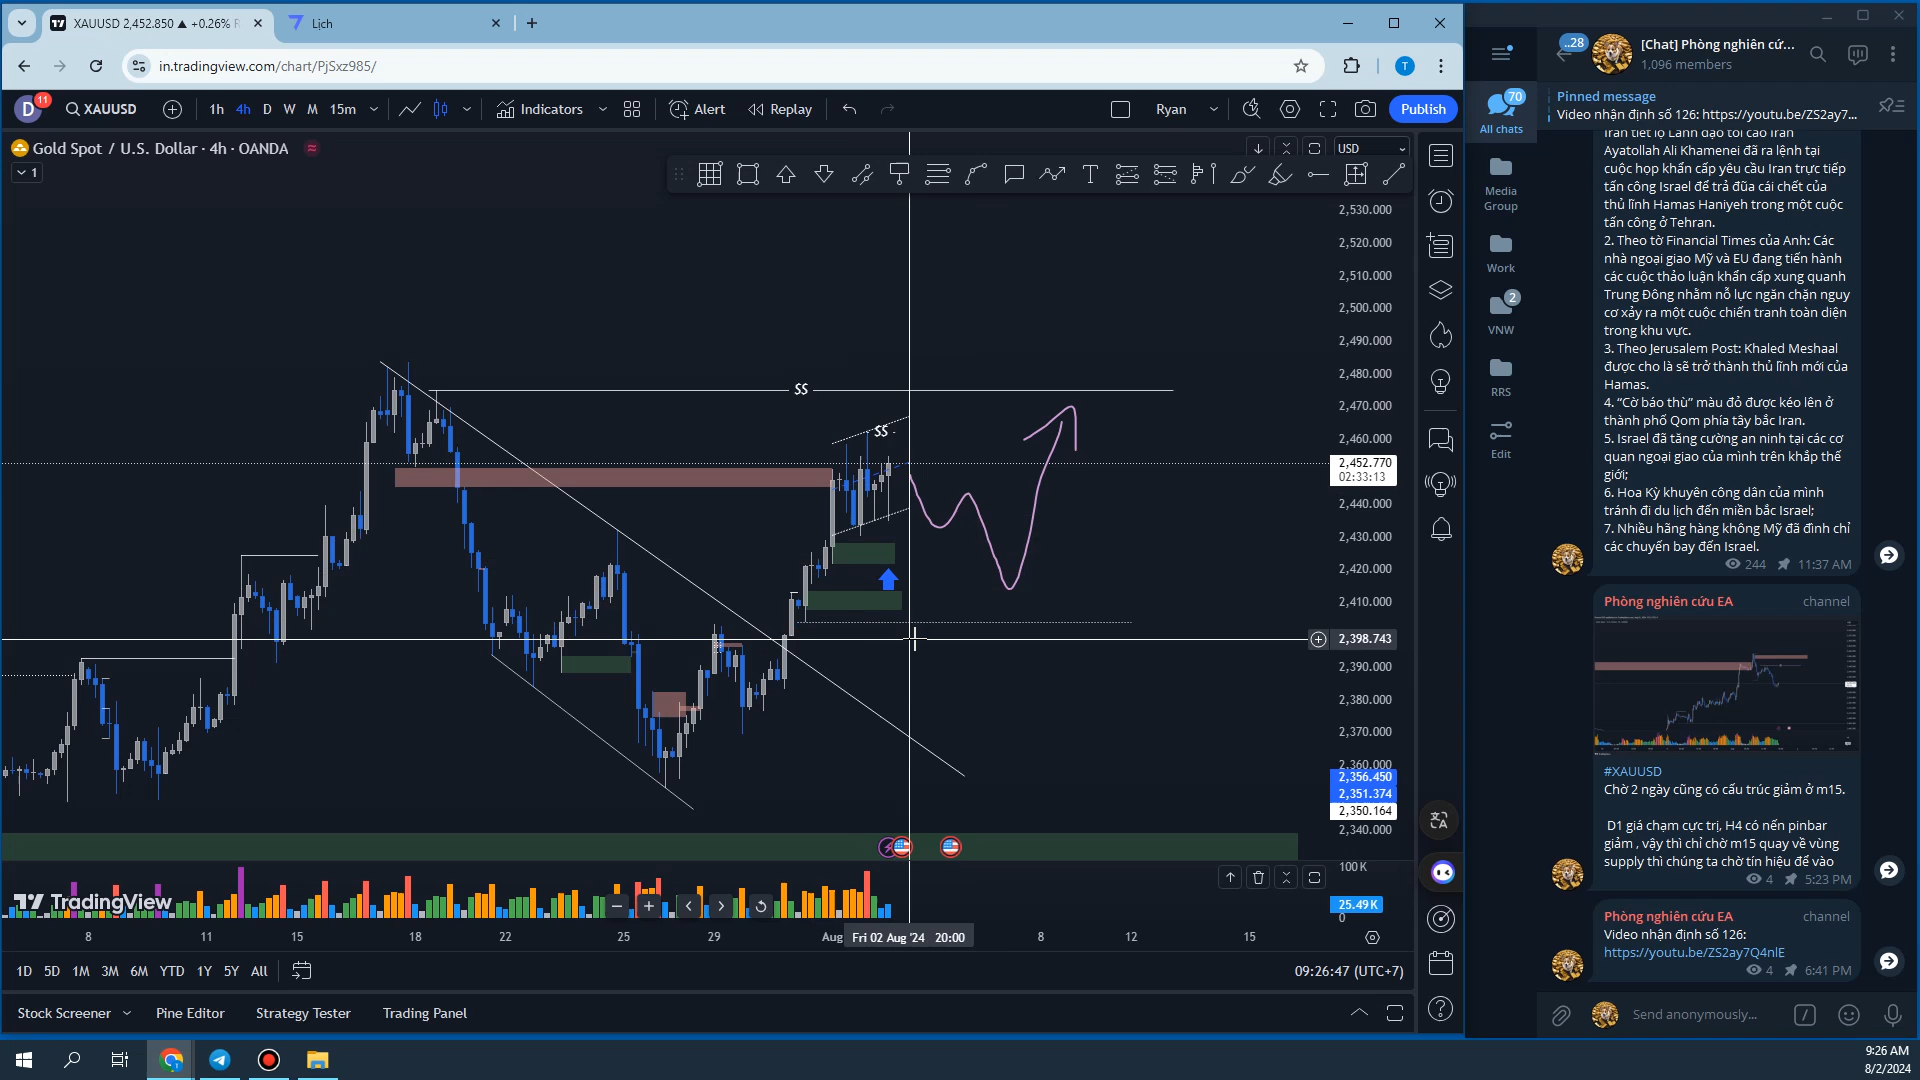 XAUUSD 2,452.850 ▲ +0.26%
Lịch
in.tradingview.com/chart/PjSxz985/
T
D
11
XAUUSD
1h
4h
D
W
M
15m
Indicators
Alert
Replay
Ryan
Publish
Gold Spot / U.S. Dollar · 4h · OANDA
USD
1
2,530.000
2,520.000
2,510.000
2,500.000
2,490.000
2,480.000
2,470.000
2,460.000
2,452.770
02:33:13
2,440.000
2,430.000
2,420.000
2,410.000
2,398.743
2,390.000
2,380.000
2,370.000
2,360.000
2,356.450
2,351.374
2,350.164
2,340.000
100 K
25.49 K
0
$$
$$
TradingView
8
11
15
18
22
25
29
Aug
Fri 02 Aug '24 20:00
8
12
15
1D
5D
1M
3M
6M
YTD
1Y
5Y
All
09:26:47 (UTC+7)
Stock Screener
Pine Editor
Strategy Tester
Trading Panel
70
All chats
Media
Group
Work
2
VNW
RRS
Edit
..28
[Chat] Phòng nghiên cứ...
1,096 members
Pinned message
Video nhận định số 126: https://youtu.be/ZS2ay7...
Iran tiết lộ Lãnh đạo tối cao Iran
Ayatollah Ali Khamenei đã ra lệnh tại
cuộc họp khẩn cấp yêu cầu Iran trực tiếp
tấn công Israel để trả đũa cái chết của
thủ lĩnh Hamas Haniyeh trong một cuộc
tấn công ở Tehran.
2. Theo tờ Financial Times của Anh: Các
nhà ngoại giao Mỹ và EU đang tiến hành
các cuộc thảo luận khẩn cấp xung quanh
Trung Đông nhằm nỗ lực ngăn chặn nguy
cơ xảy ra một cuộc chiến tranh toàn diện
trong khu vực.
3. Theo Jerusalem Post: Khaled Meshaal
được cho là sẽ trở thành thủ lĩnh mới của
Hamas.
4. “Cờ báo thù” màu đỏ được kéo lên ở
thành phố Qom phía tây bắc Iran.
5. Israel đã tăng cường an ninh tại các cơ
quan ngoại giao của mình trên khắp thế
giới;
6. Hoa Kỳ khuyên công dân của mình
tránh đi du lịch đến miền bắc Israel;
7. Nhiều hãng hàng không Mỹ đã đình chỉ
các chuyến bay đến Israel.
244
11:37 AM
Phòng nghiên cứu EA
channel
#XAUUSD
Chờ 2 ngày cũng có cấu trúc giảm ở m15.
D1 giá chạm cực trị, H4 có nến pinbar
giảm , vậy thì chỉ chờ m15 quay về vùng
supply thì chúng ta chờ tín hiệu để vào
4
5:23 PM
Phòng nghiên cứu EA
channel
Video nhận định số 126:
https://youtu.be/ZS2ay7Q4nlE
4
6:41 PM
Send anonymously...
9:26 AM
8/2/2024